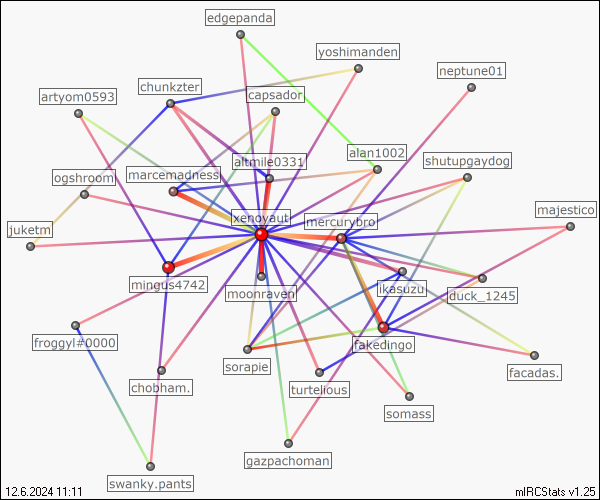 edgepanda
yoshimanden
neptune01
chunkzter
artyom0593
capsador
alan1002
altmile0331
shutupgaydog
marcemadness
ogshroom
xenoyaut
majestico
mercurybro
juketm
mingus4742
ikasuzu
moonraven
duck_1245
froggyl#0000
fakedingo
sorapie
facadas.
chobham.
turtelious
somass
gazpachoman
swanky.pants
12.6.2024 11:11
mIRCStats v1.25